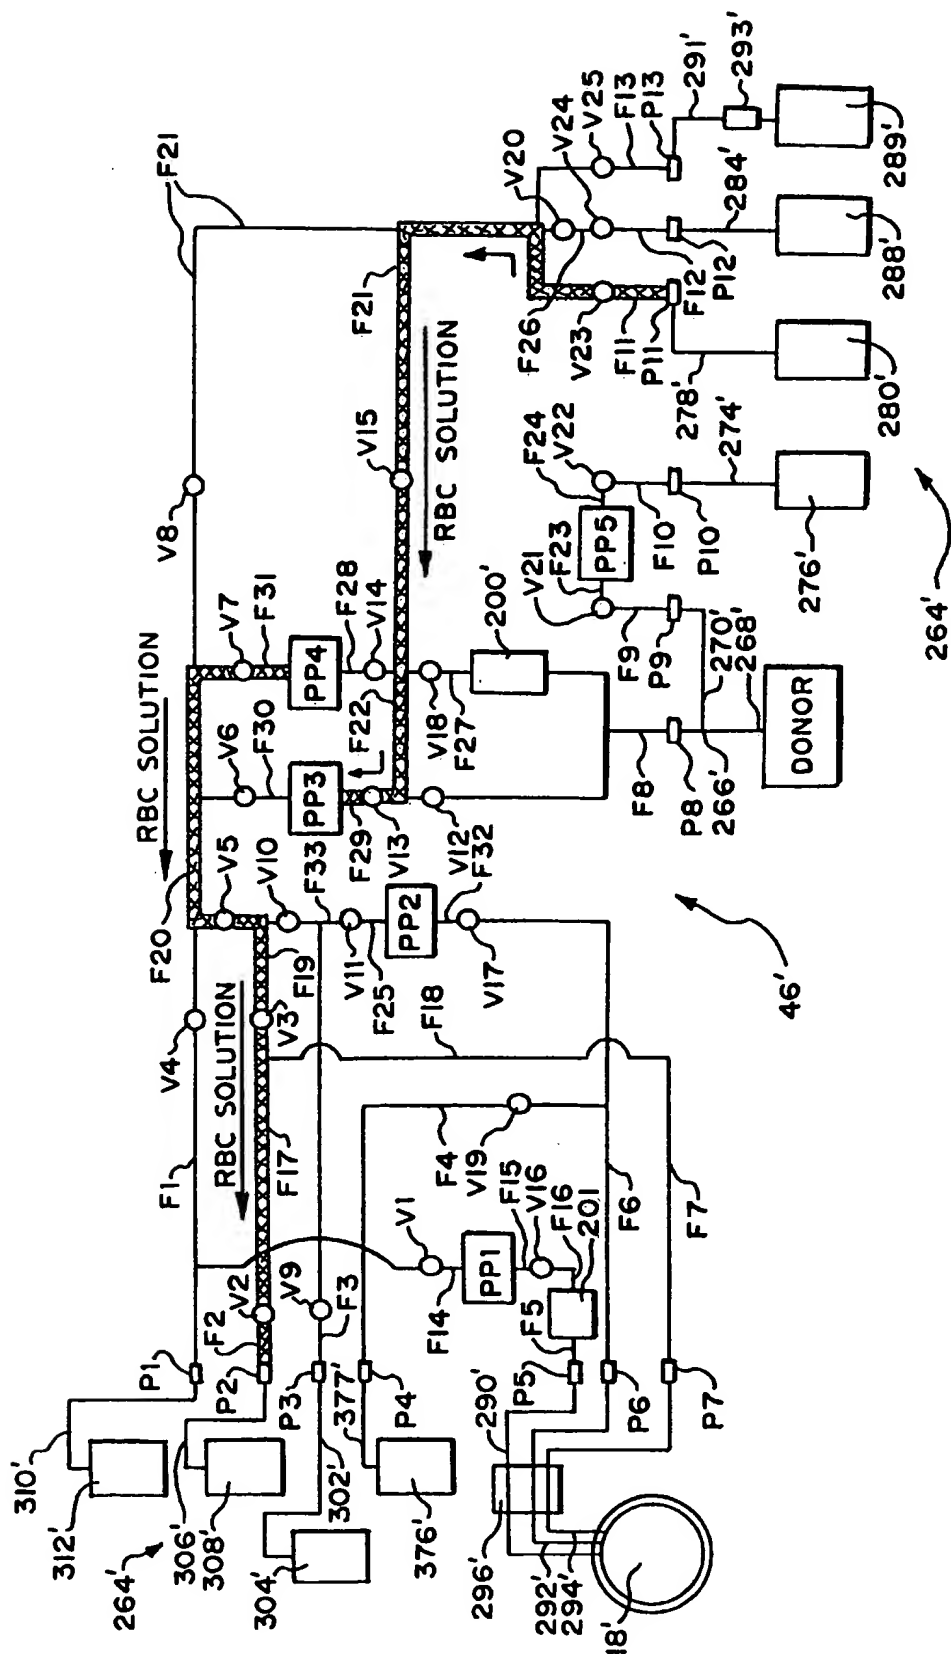 310'
312'
264'
306'
308'
304'
302'
377'
376'
296'
290'
292'
294'
18'
P1
P2
P3
P4
P5
P6
P7
F1
V4
F2
V2
F17
V3
F19
RBC SOLUTION
V9
F3
F4
V19
F18
V1
F14
PP1
F15
V16
F16
201
F5
F6
F7
F20
RBC SOLUTION
V5
V10
F33
V11
F25
PP2
F32
V17
V6
F30
PP3
F29
V13
V12
V7
F31
PP4
F28
V14
F22
V18
F27
200'
V8
F21
F21
V15
RBC SOLUTION
F8
P8
266'
268'
270'
DONOR
P9
F9
V21
F23
PP5
F24
V22
F10
P10
274'
276'
F26
V23
F11
P11
278'
280'
V20
V24
F12
P12
284'
288'
V25
F13
P13
291'
293'
289'
46'
264'